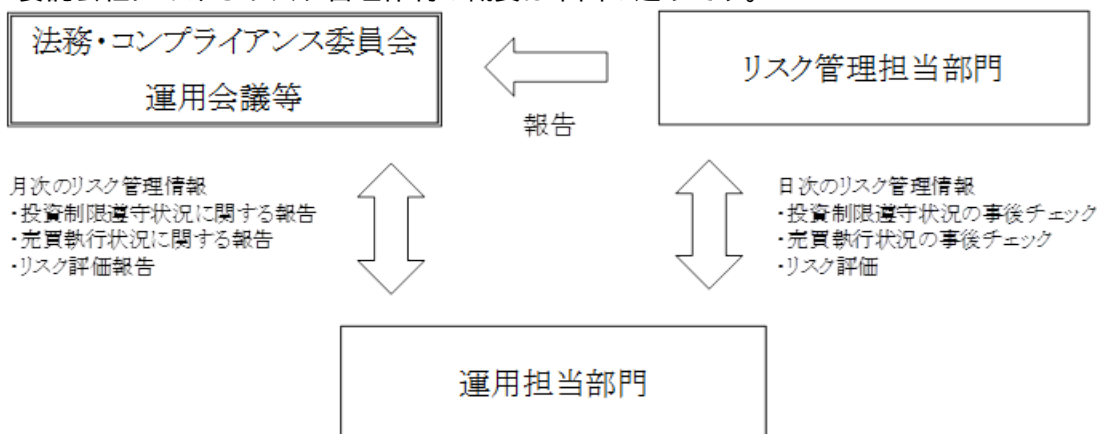 法務・コンプライアンス委員会
運用会議等
リスク管理担当部門
報告
月次のリスク管理情報
・投資制限遵守状況に関する報告
・売買執行状況に関する報告
・リスク評価報告
日次のリスク管理情報
・投資制限遵守状況の事後チェック
・売買執行状況の事後チェック
・リスク評価
運用担当部門